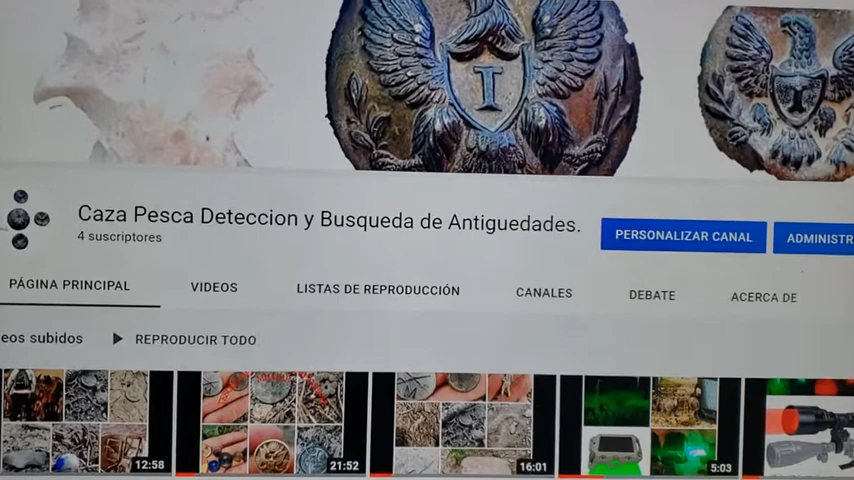 I
Caza Pesca Deteccion y Busqueda de Antiguedades.
4 suscriptores
PERSONALIZAR CANAL
ADMINISTR
PÁGINA PRINCIPAL
VIDEOS
LISTAS DE REPRODUCCIÓN
CANALES
DEBATE
ACERCA DE
eos subidos
REPRODUCIR TODO
12:58
21:52
16:01
5:03